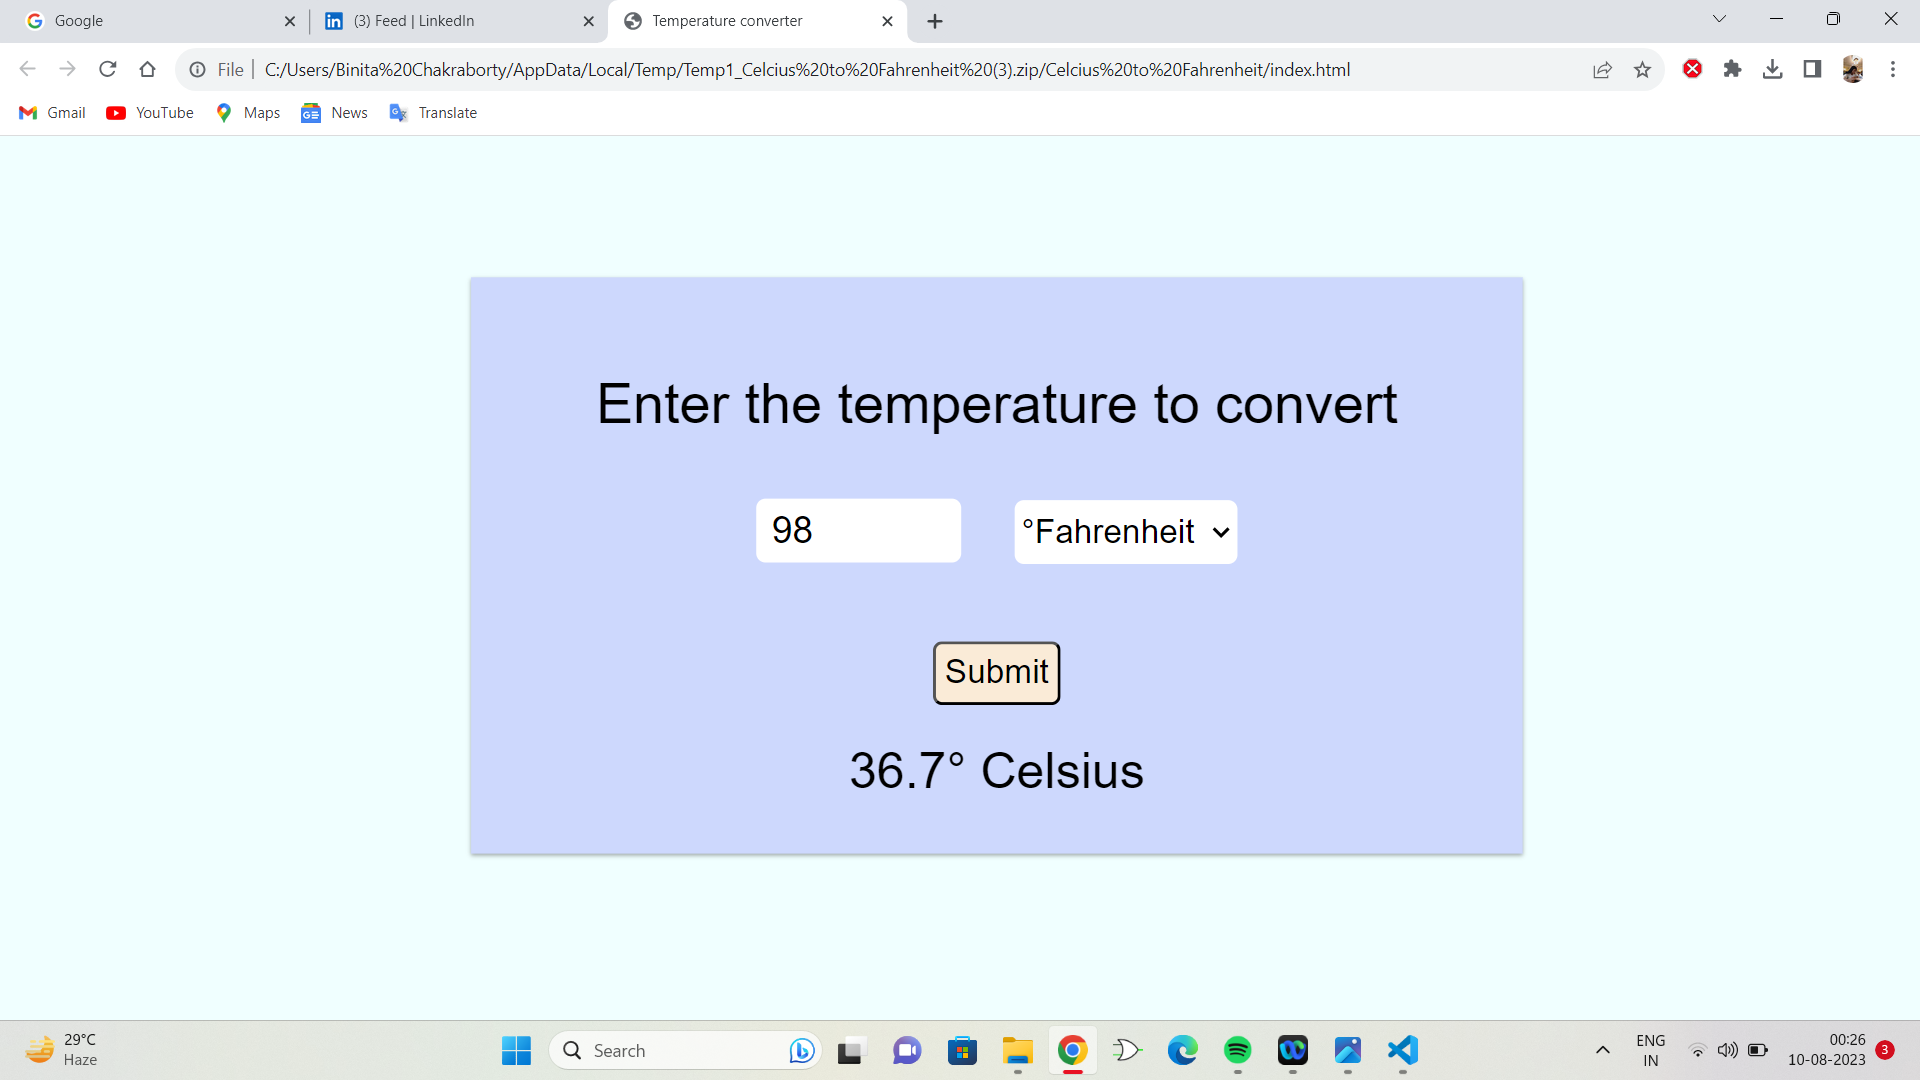 Google
(3) Feed | LinkedIn
Temperature converter
File
C:/Users/Binita%20Chakraborty/AppData/Local/Temp/Temp1_Celcius%20to%20Fahrenheit%20(3).zip/Celcius%20to%20Fahrenheit/index.html
Gmail
YouTube
Maps
News
Translate
Enter the temperature to convert
98
°Fahrenheit
Submit
36.7° Celsius
29°C
Haze
Search
ENG
IN
00:26
10-08-2023
3